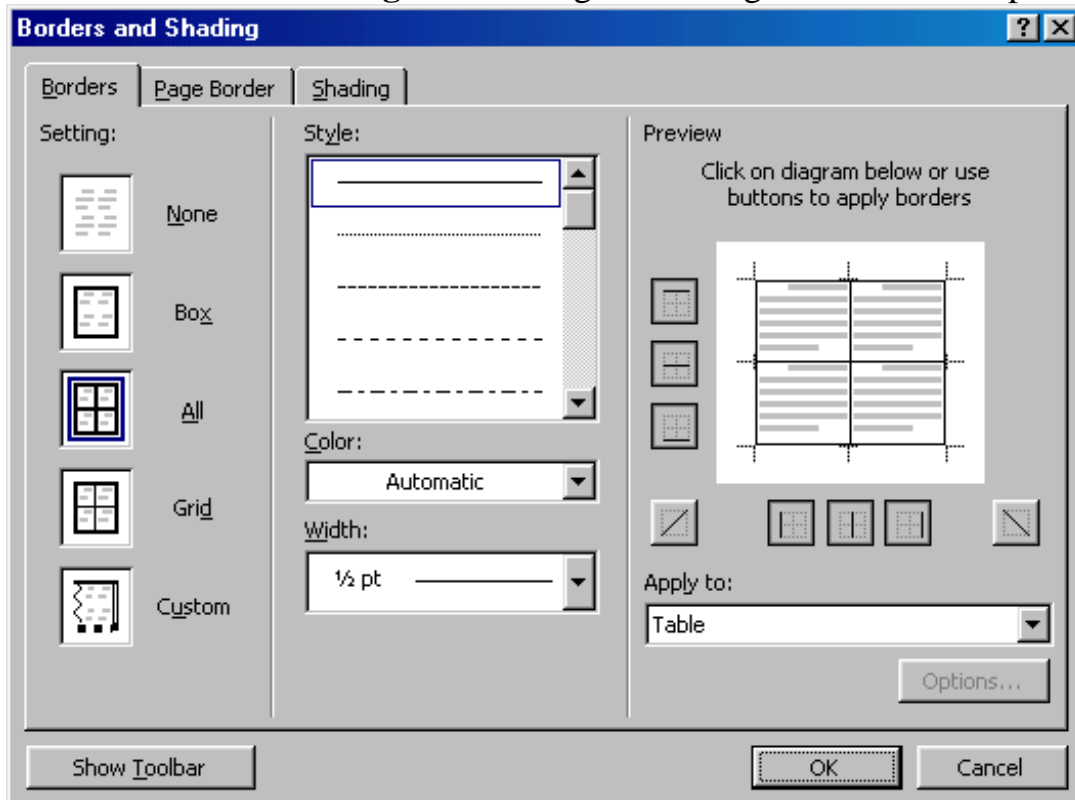 Borders and Shading
Borders
Page Border
Shading
Setting:
None
Box
All
Grid
Custom
Style:
Color:
Automatic
Width:
½ pt
Preview
Click on diagram below or use
buttons to apply borders
Apply to:
Table
Options...
Show Toolbar
OK
Cancel